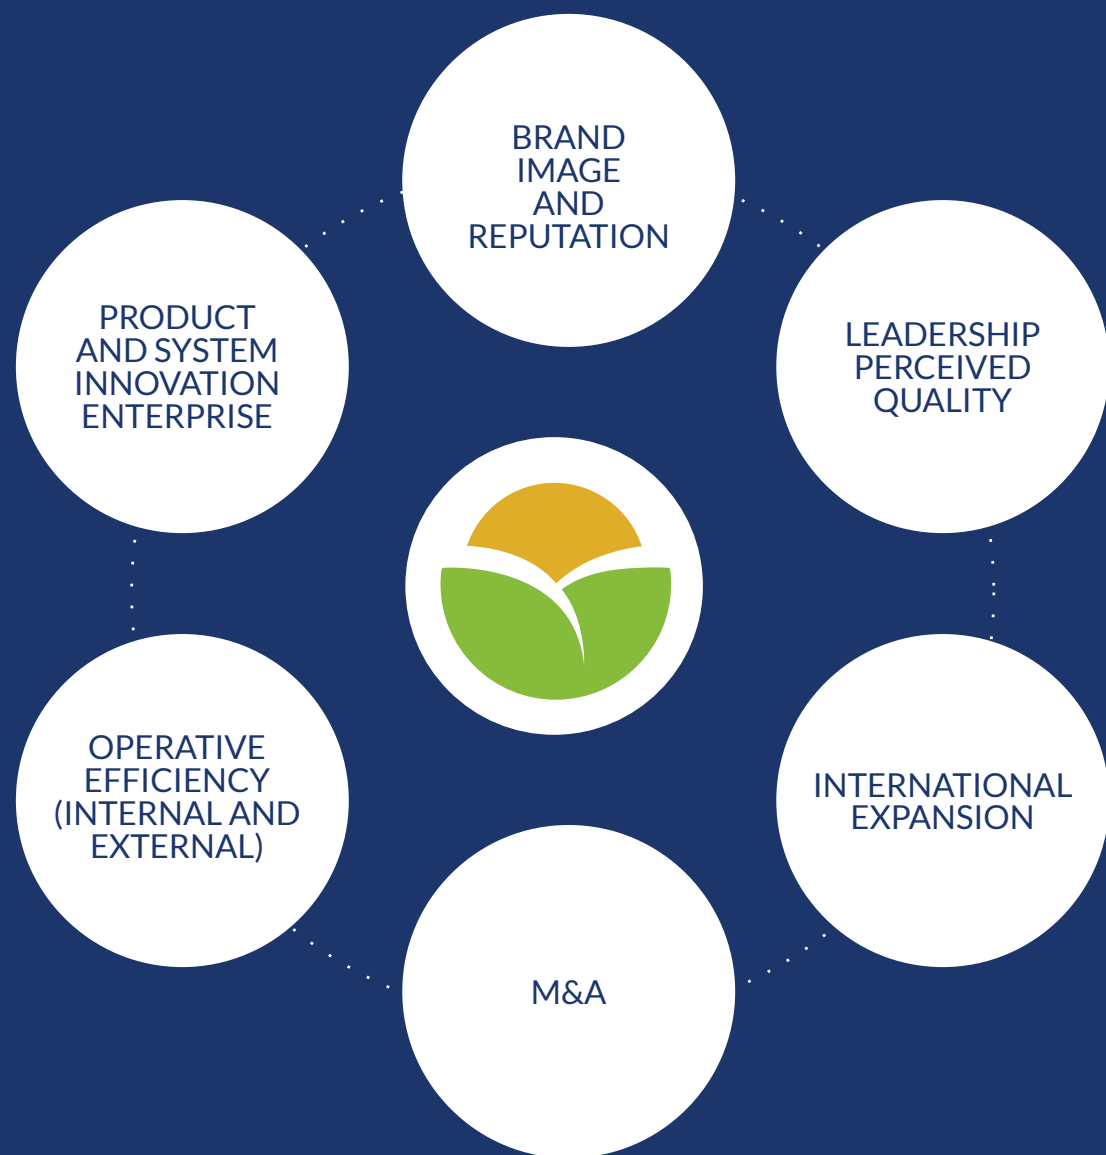 BRAND
IMAGE
AND
REPUTATION
LEADERSHIP
PERCEIVED
QUALITY
INTERNATIONAL
EXPANSION
M&A
OPERATIVE
EFFICIENCY
(INTERNAL AND
EXTERNAL)
PRODUCT
AND SYSTEM
INNOVATION
ENTERPRISE